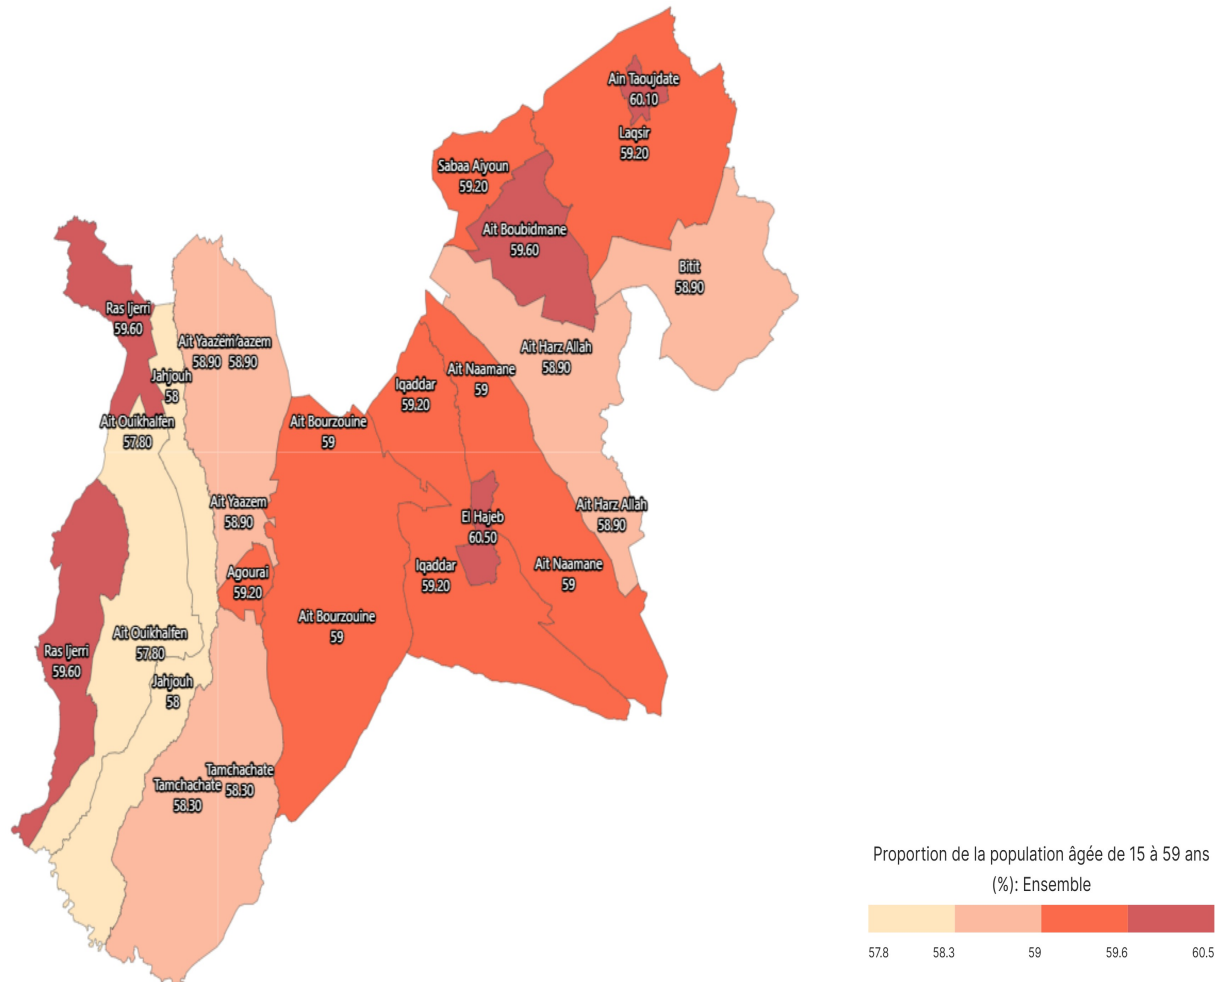 Ain Taoujdate
60.10
Laqsir
59.20
Sabaa Aiyoun
59.20
Ait Boubidmane
59.60
Bitit
58.90
Ras Ijerri
59.60
Ait Yaazem
58.90
58.90
Ait Harz Allah
58.90
Jahjouh
58
Ait Naamane
59
Iqaddar
59.20
Ait Ouikhalfen
57.80
Ait Bourzouine
59
Ait Yaazem
58.90
El Hajeb
60.50
Ait Harz Allah
58.90
Agourai
59.20
Iqaddar
59.20
Ait Naamane
59
Ait Bourzouine
59
Ait Ouikhalfen
57.80
Ras Ijerri
59.60
Jahjouh
58
Tamchachate
58.30
Tamchachate
58.30
Proportion de la population âgée de 15 à 59 ans
(%): Ensemble
57.8 58.3 59 59.6 60.5